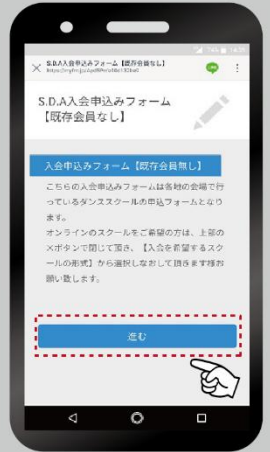 74% 14:39
S.D.A入会申込みフォーム【既存会員なし】
S.D.A入会申込みフォーム
【既存会員なし】
入会申込みフォーム【既存会員無し】
こちらの入会申込みフォームは各地の会場で行
っているダンススクールの申込フォームとなり
ます。
オンラインのスクールをご希望の方は、上部の
×ボタンで閉じて頂き、【入会を希望するスク
ールの形式】から選択しなおして頂きます様お
願い致します。
進む